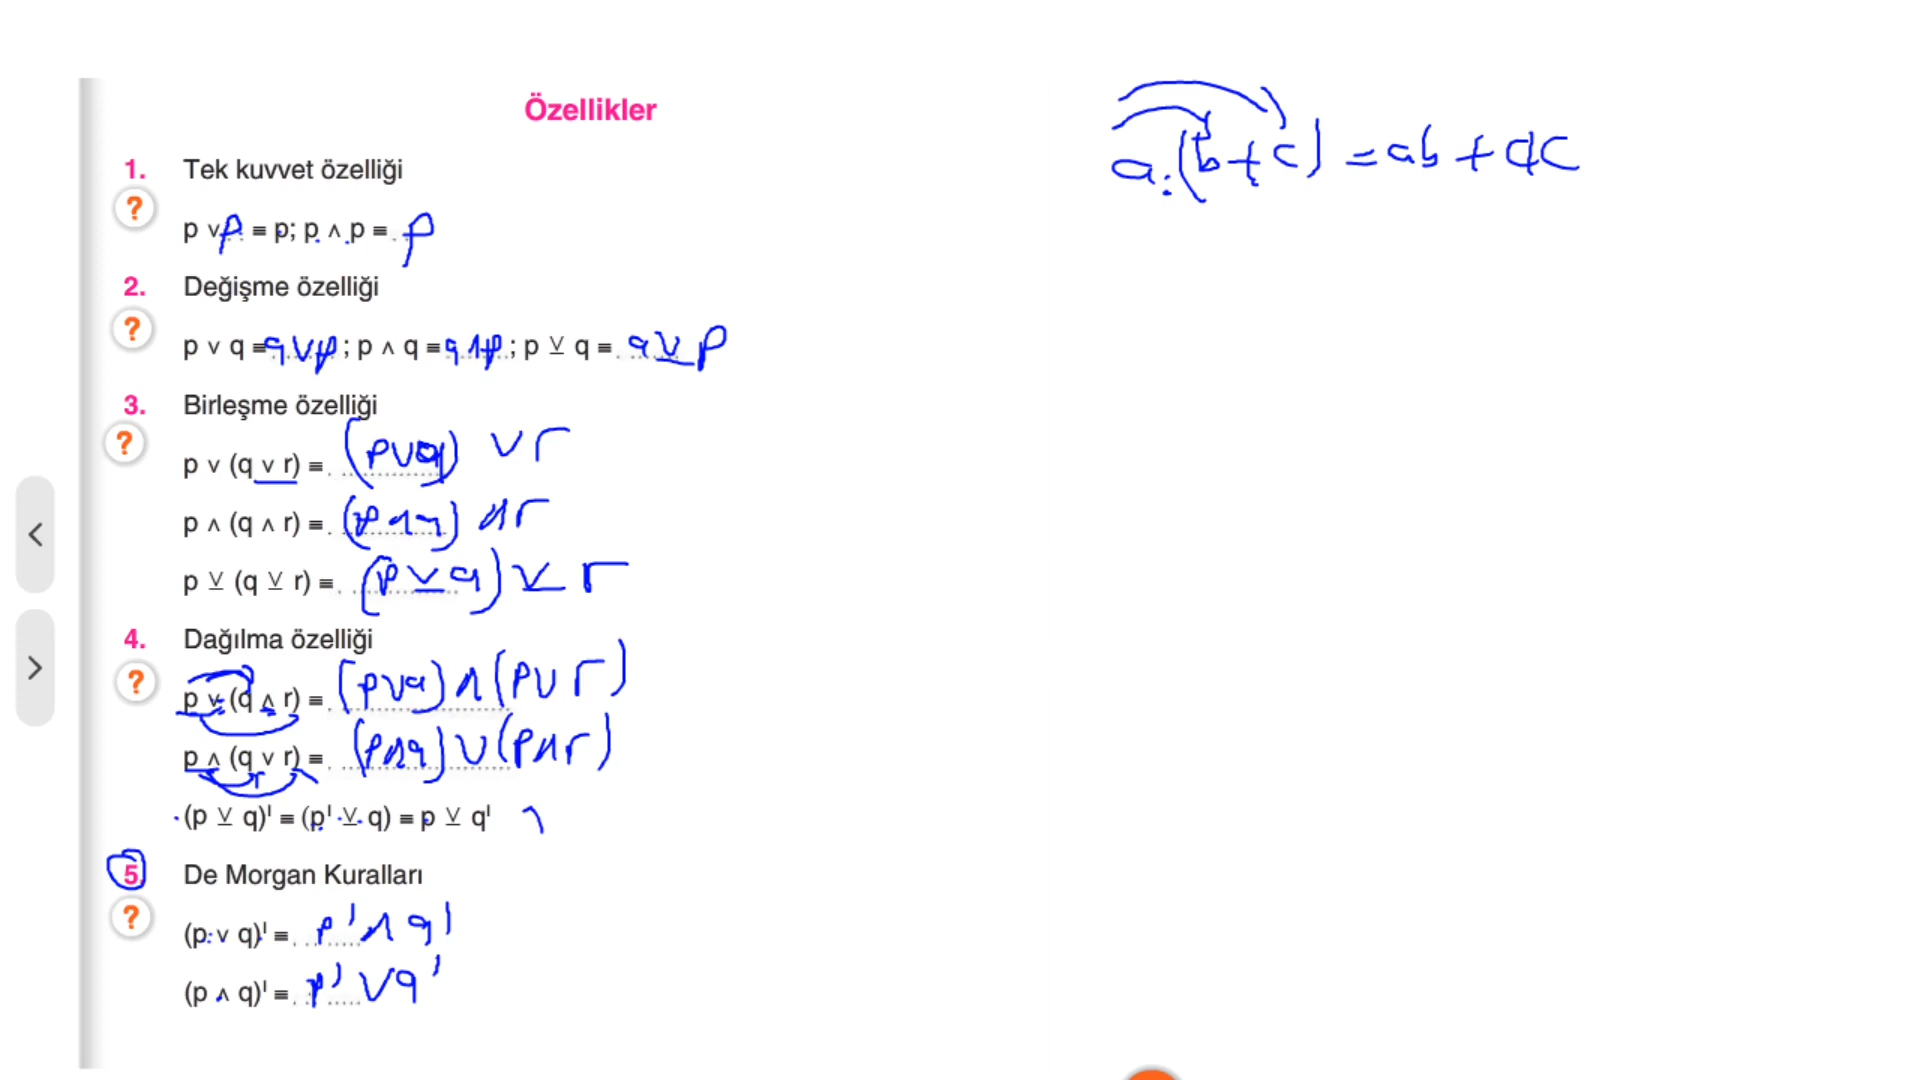 Özellikler
a.(b+c) = ab + ac
1. Tek kuvvet özelliği
?
p ∨ p ≡ p; p ∧ p ≡ p
2. Değişme özelliği
?
p ∨ q ≡ q ∨ p ; p ∧ q ≡ q ∧ p ; p ⊻ q ≡ q ⊻ p
3. Birleşme özelliği
?
p ∨ (q ∨ r) ≡ (p ∨ q) ∨ r
p ∧ (q ∧ r) ≡ (p ∧ q) ∧ r
p ⊻ (q ⊻ r) ≡ (p ⊻ q) ⊻ r
4. Dağılma özelliği
?
p ∨ (q ∧ r) ≡ (p ∨ q) ∧ (p ∨ r)
p ∧ (q ∨ r) ≡ (p ∧ q) ∨ (p ∧ r)
(p ⊻ q)' ≡ (p' ⊻ q) ≡ p ⊻ q'
5. De Morgan Kuralları
?
(p ∨ q)' ≡ p' ∧ q'
(p ∧ q)' ≡ p' ∨ q'